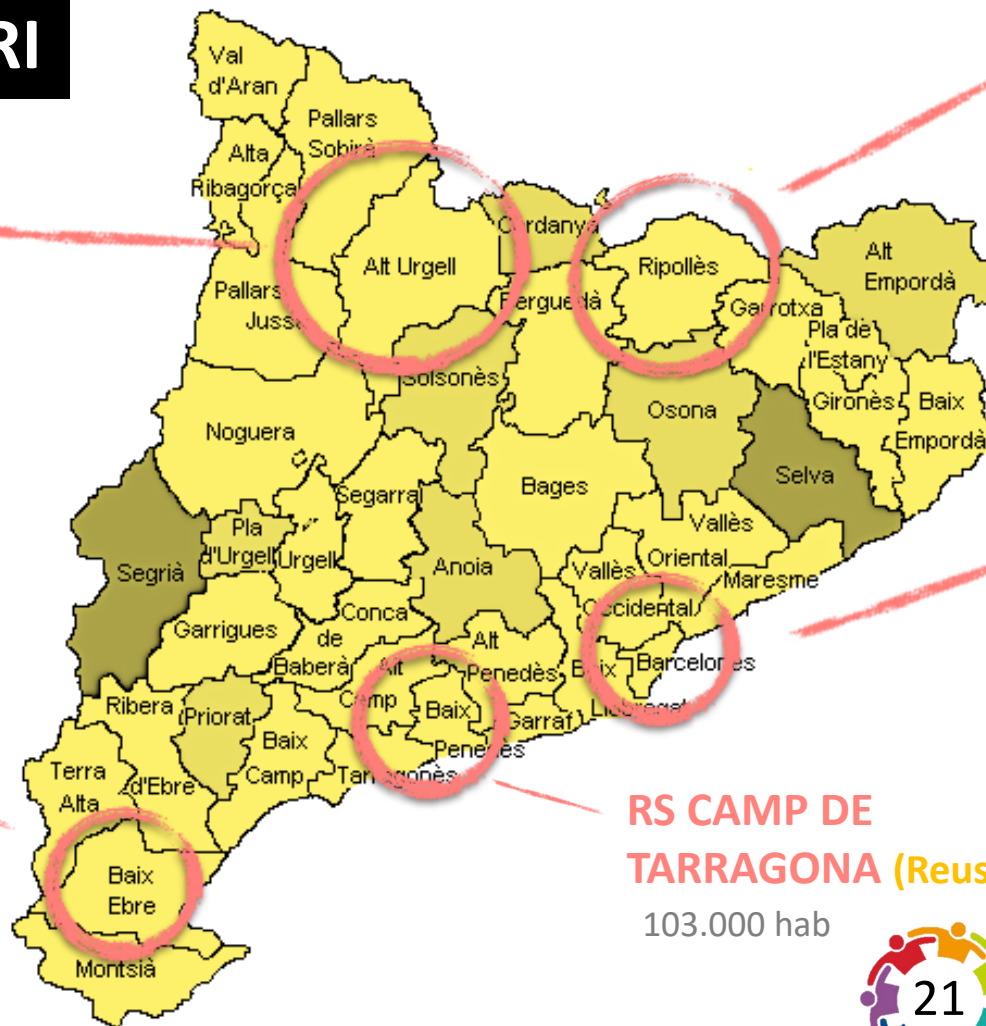 RI
Val
d'Aran
Pallars
Sobirà
Alta
Ribagorça
Cerdanya
Alt Urgell
Ripollès
Alt
Empordà
Pallars
Jussà
Berguedà
Garrotxa
Pla de
l'Estany
Solsonès
Osona
Gironès
Baix
Empordà
Noguera
Selva
Segarra
Bages
Vallès
Oriental
Pla
d'Urgell
Urgell
Segrià
Anoia
Vallès
Occidental
Maresme
Garrigues
Conca
de
Baberà
Alt
Penedès
Baix
Llobregat
Barcelonès
Alt
Camp
Baix
Penedès
Garraf
Ribera
d'Ebre
Priorat
Baix
Camp
Tarragonès
Terra
Alta
Baix
Ebre
Montsià
RS CAMP DE
TARRAGONA (Reus
103.000 hab
21